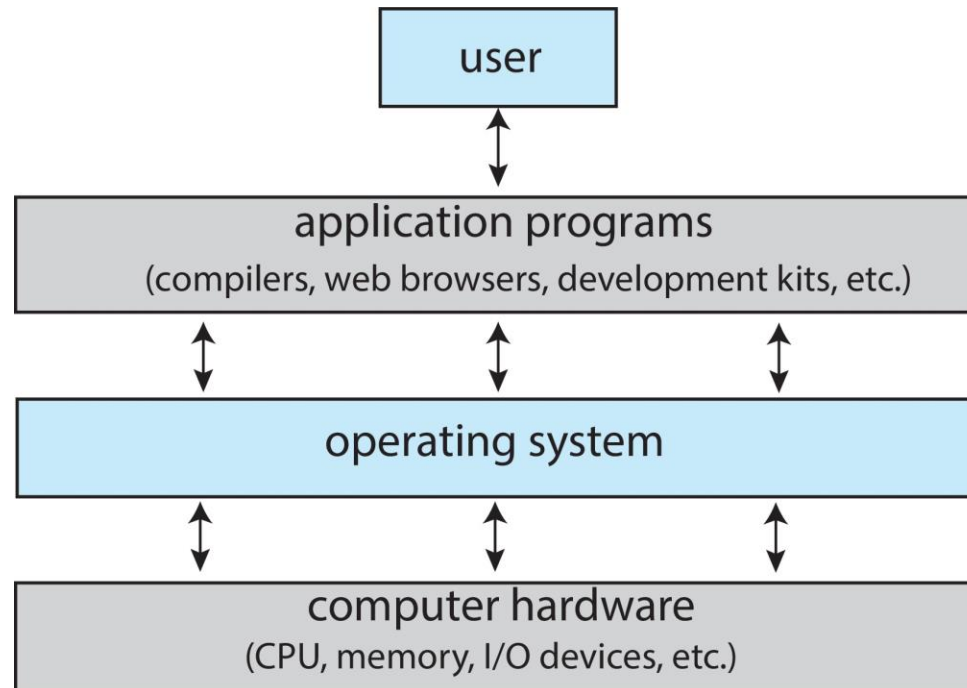 user
application programs
(compilers, web browsers, development kits, etc.)
operating system
computer hardware
(CPU, memory, I/O devices, etc.)